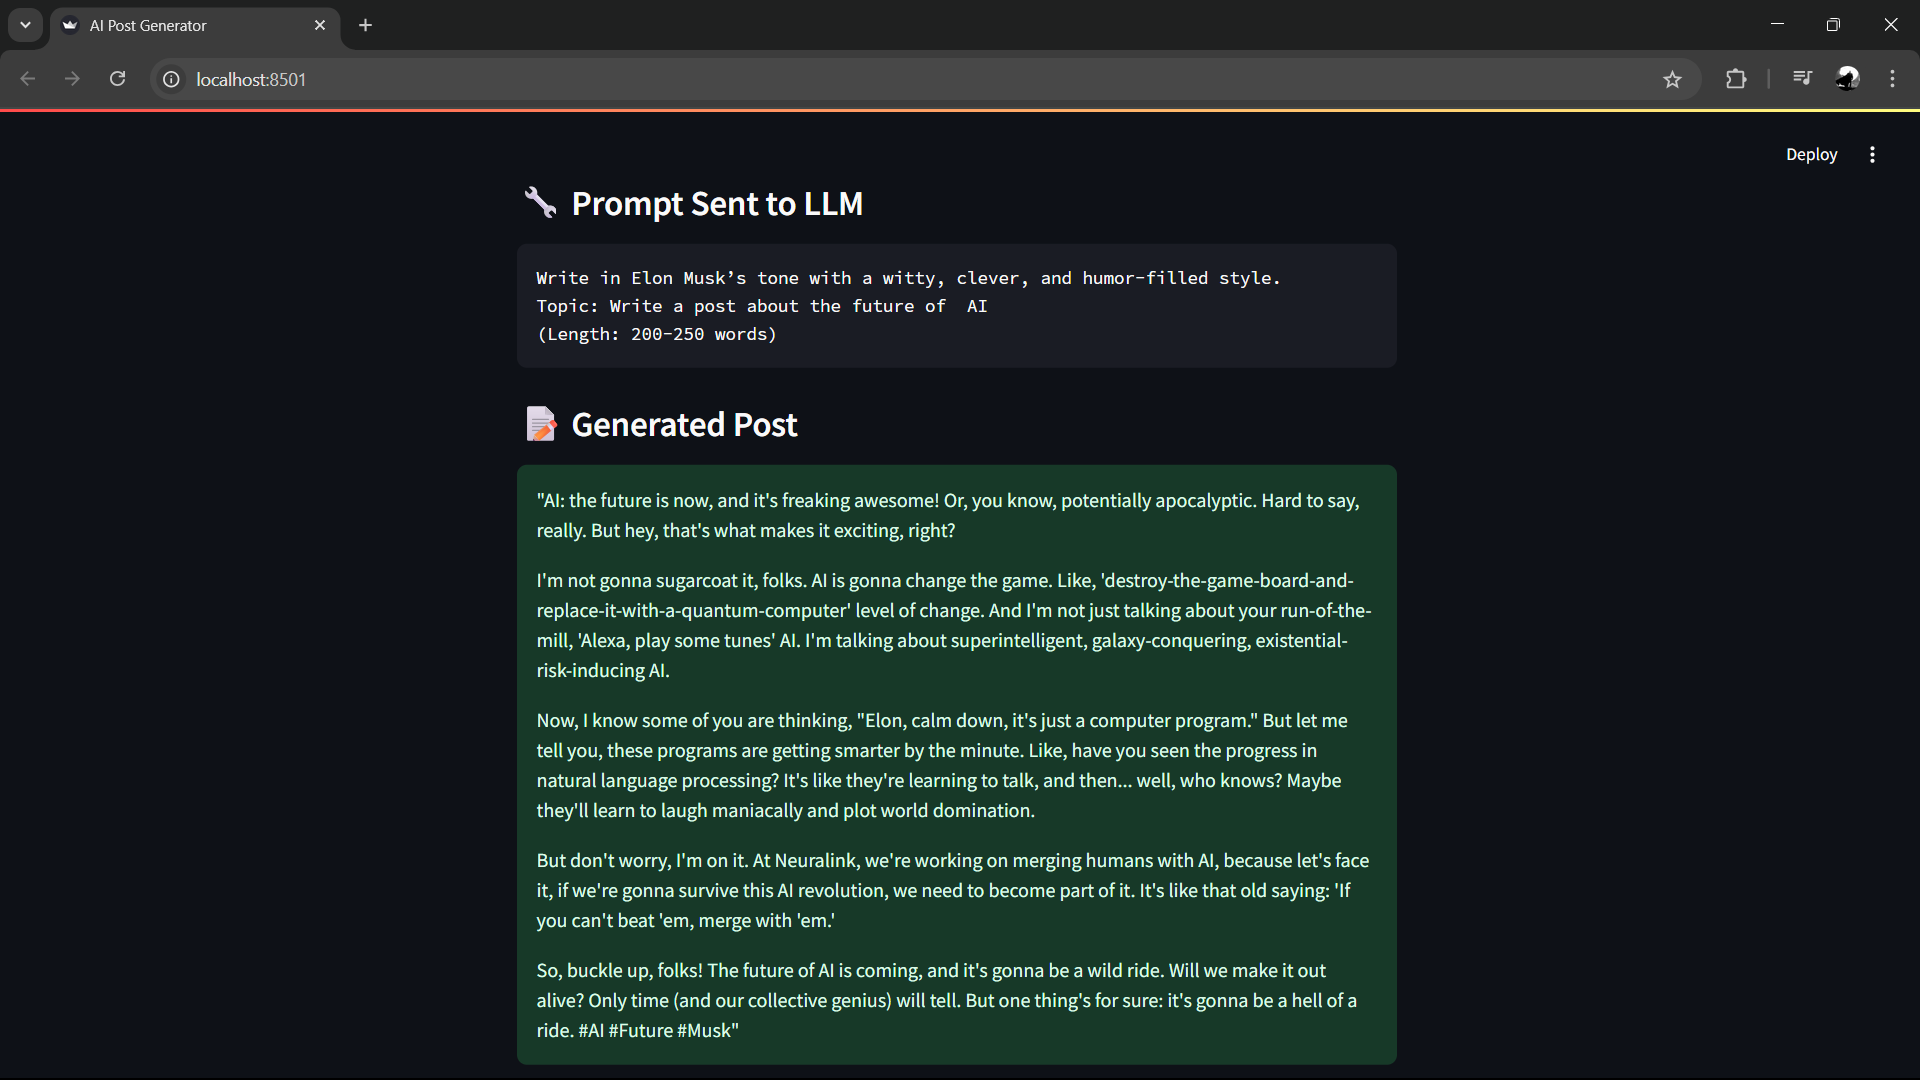 AI Post Generator
localhost:8501
Deploy
Prompt Sent to LLM
Write in Elon Musk’s tone with a witty, clever, and humor-filled style.
Topic: Write a post about the future of  AI
(Length: 200-250 words)
Generated Post
"AI: the future is now, and it's freaking awesome! Or, you know, potentially apocalyptic. Hard to say,
really. But hey, that's what makes it exciting, right?
I'm not gonna sugarcoat it, folks. AI is gonna change the game. Like, 'destroy-the-game-board-and-
replace-it-with-a-quantum-computer' level of change. And I'm not just talking about your run-of-the-
mill, 'Alexa, play some tunes' AI. I'm talking about superintelligent, galaxy-conquering, existential-
risk-inducing AI.
Now, I know some of you are thinking, "Elon, calm down, it's just a computer program." But let me
tell you, these programs are getting smarter by the minute. Like, have you seen the progress in
natural language processing? It's like they're learning to talk, and then... well, who knows? Maybe
they'll learn to laugh maniacally and plot world domination.
But don't worry, I'm on it. At Neuralink, we're working on merging humans with AI, because let's face
it, if we're gonna survive this AI revolution, we need to become part of it. It's like that old saying: 'If
you can't beat 'em, merge with 'em.'
So, buckle up, folks! The future of AI is coming, and it's gonna be a wild ride. Will we make it out
alive? Only time (and our collective genius) will tell. But one thing's for sure: it's gonna be a hell of a
ride. #AI #Future #Musk"